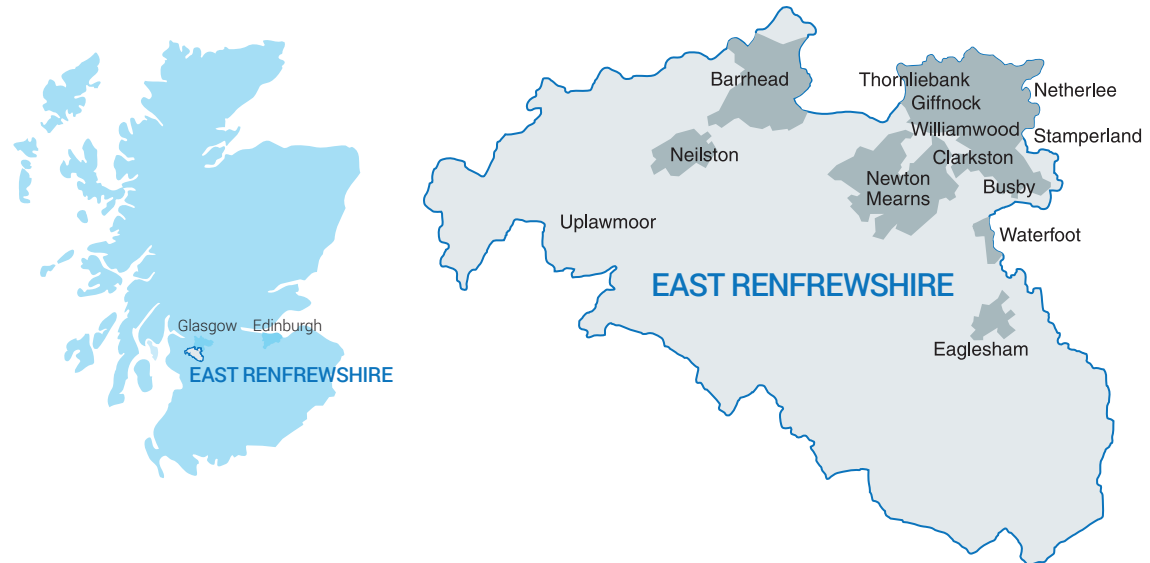 Glasgow
Edinburgh
EAST RENFREWSHIRE
Barrhead
Thornliebank
Netherlee
Giffnock
Williamwood
Stamperland
Neilston
Clarkston
Newton
Mearns
Busby
Uplawmoor
Waterfoot
EAST RENFREWSHIRE
Eaglesham